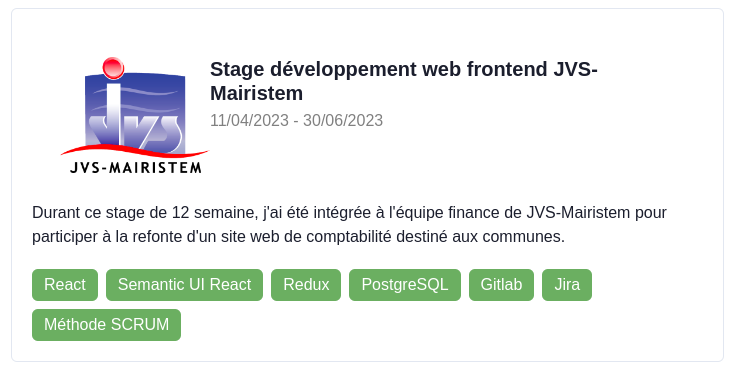 Stage développement web frontend JVS-
Mairistem
11/04/2023 - 30/06/2023
JVS
JVS-MAIRISTEM
Durant ce stage de 12 semaine, j'ai été intégrée à l'équipe finance de JVS-Mairistem pour
participer à la refonte d'un site web de comptabilité destiné aux communes.
React Semantic UI React Redux PostgreSQL Gitlab Jira
Méthode SCRUM